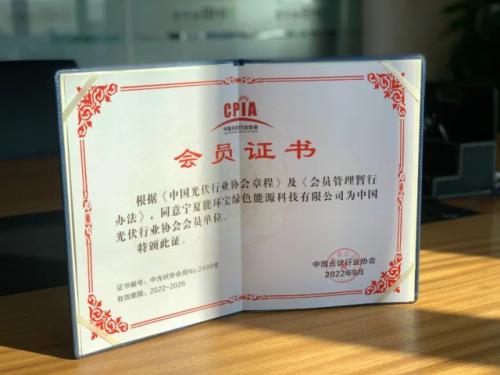 CPIA
中国光伏行业协会
会员证书
根据《中国光伏行业协会章程》及《会员管理暂行
办法》，同意宁夏能环宝绿色能源科技有限公司为中国
光伏行业协会会员单位。
特颁此证。
证书编号：中光伏协会员No.2499号
有效期限：2022-2026
中国光伏行业协会
2022年9月